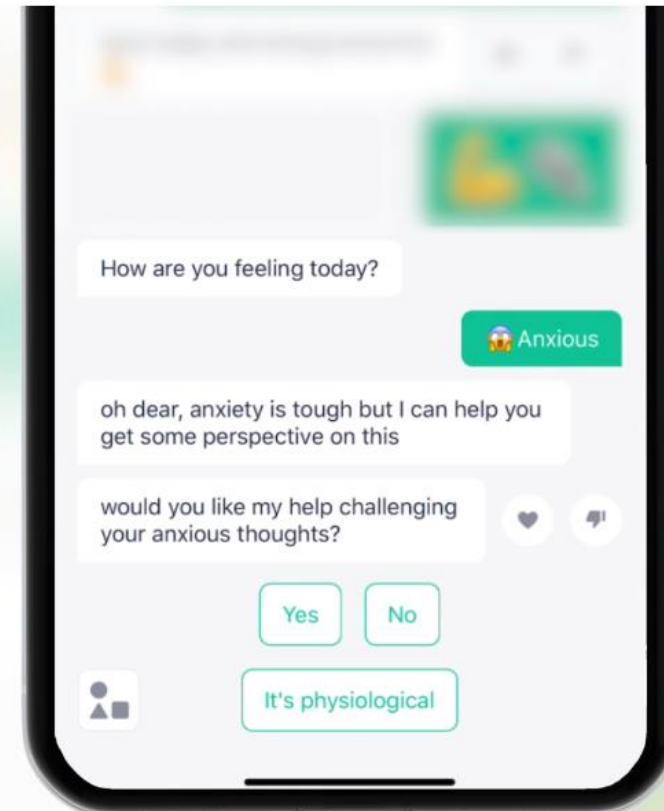 How are you feeling today?
😱 Anxious
oh dear, anxiety is tough but I can help you
get some perspective on this
would you like my help challenging
your anxious thoughts?
Yes
No
It's physiological